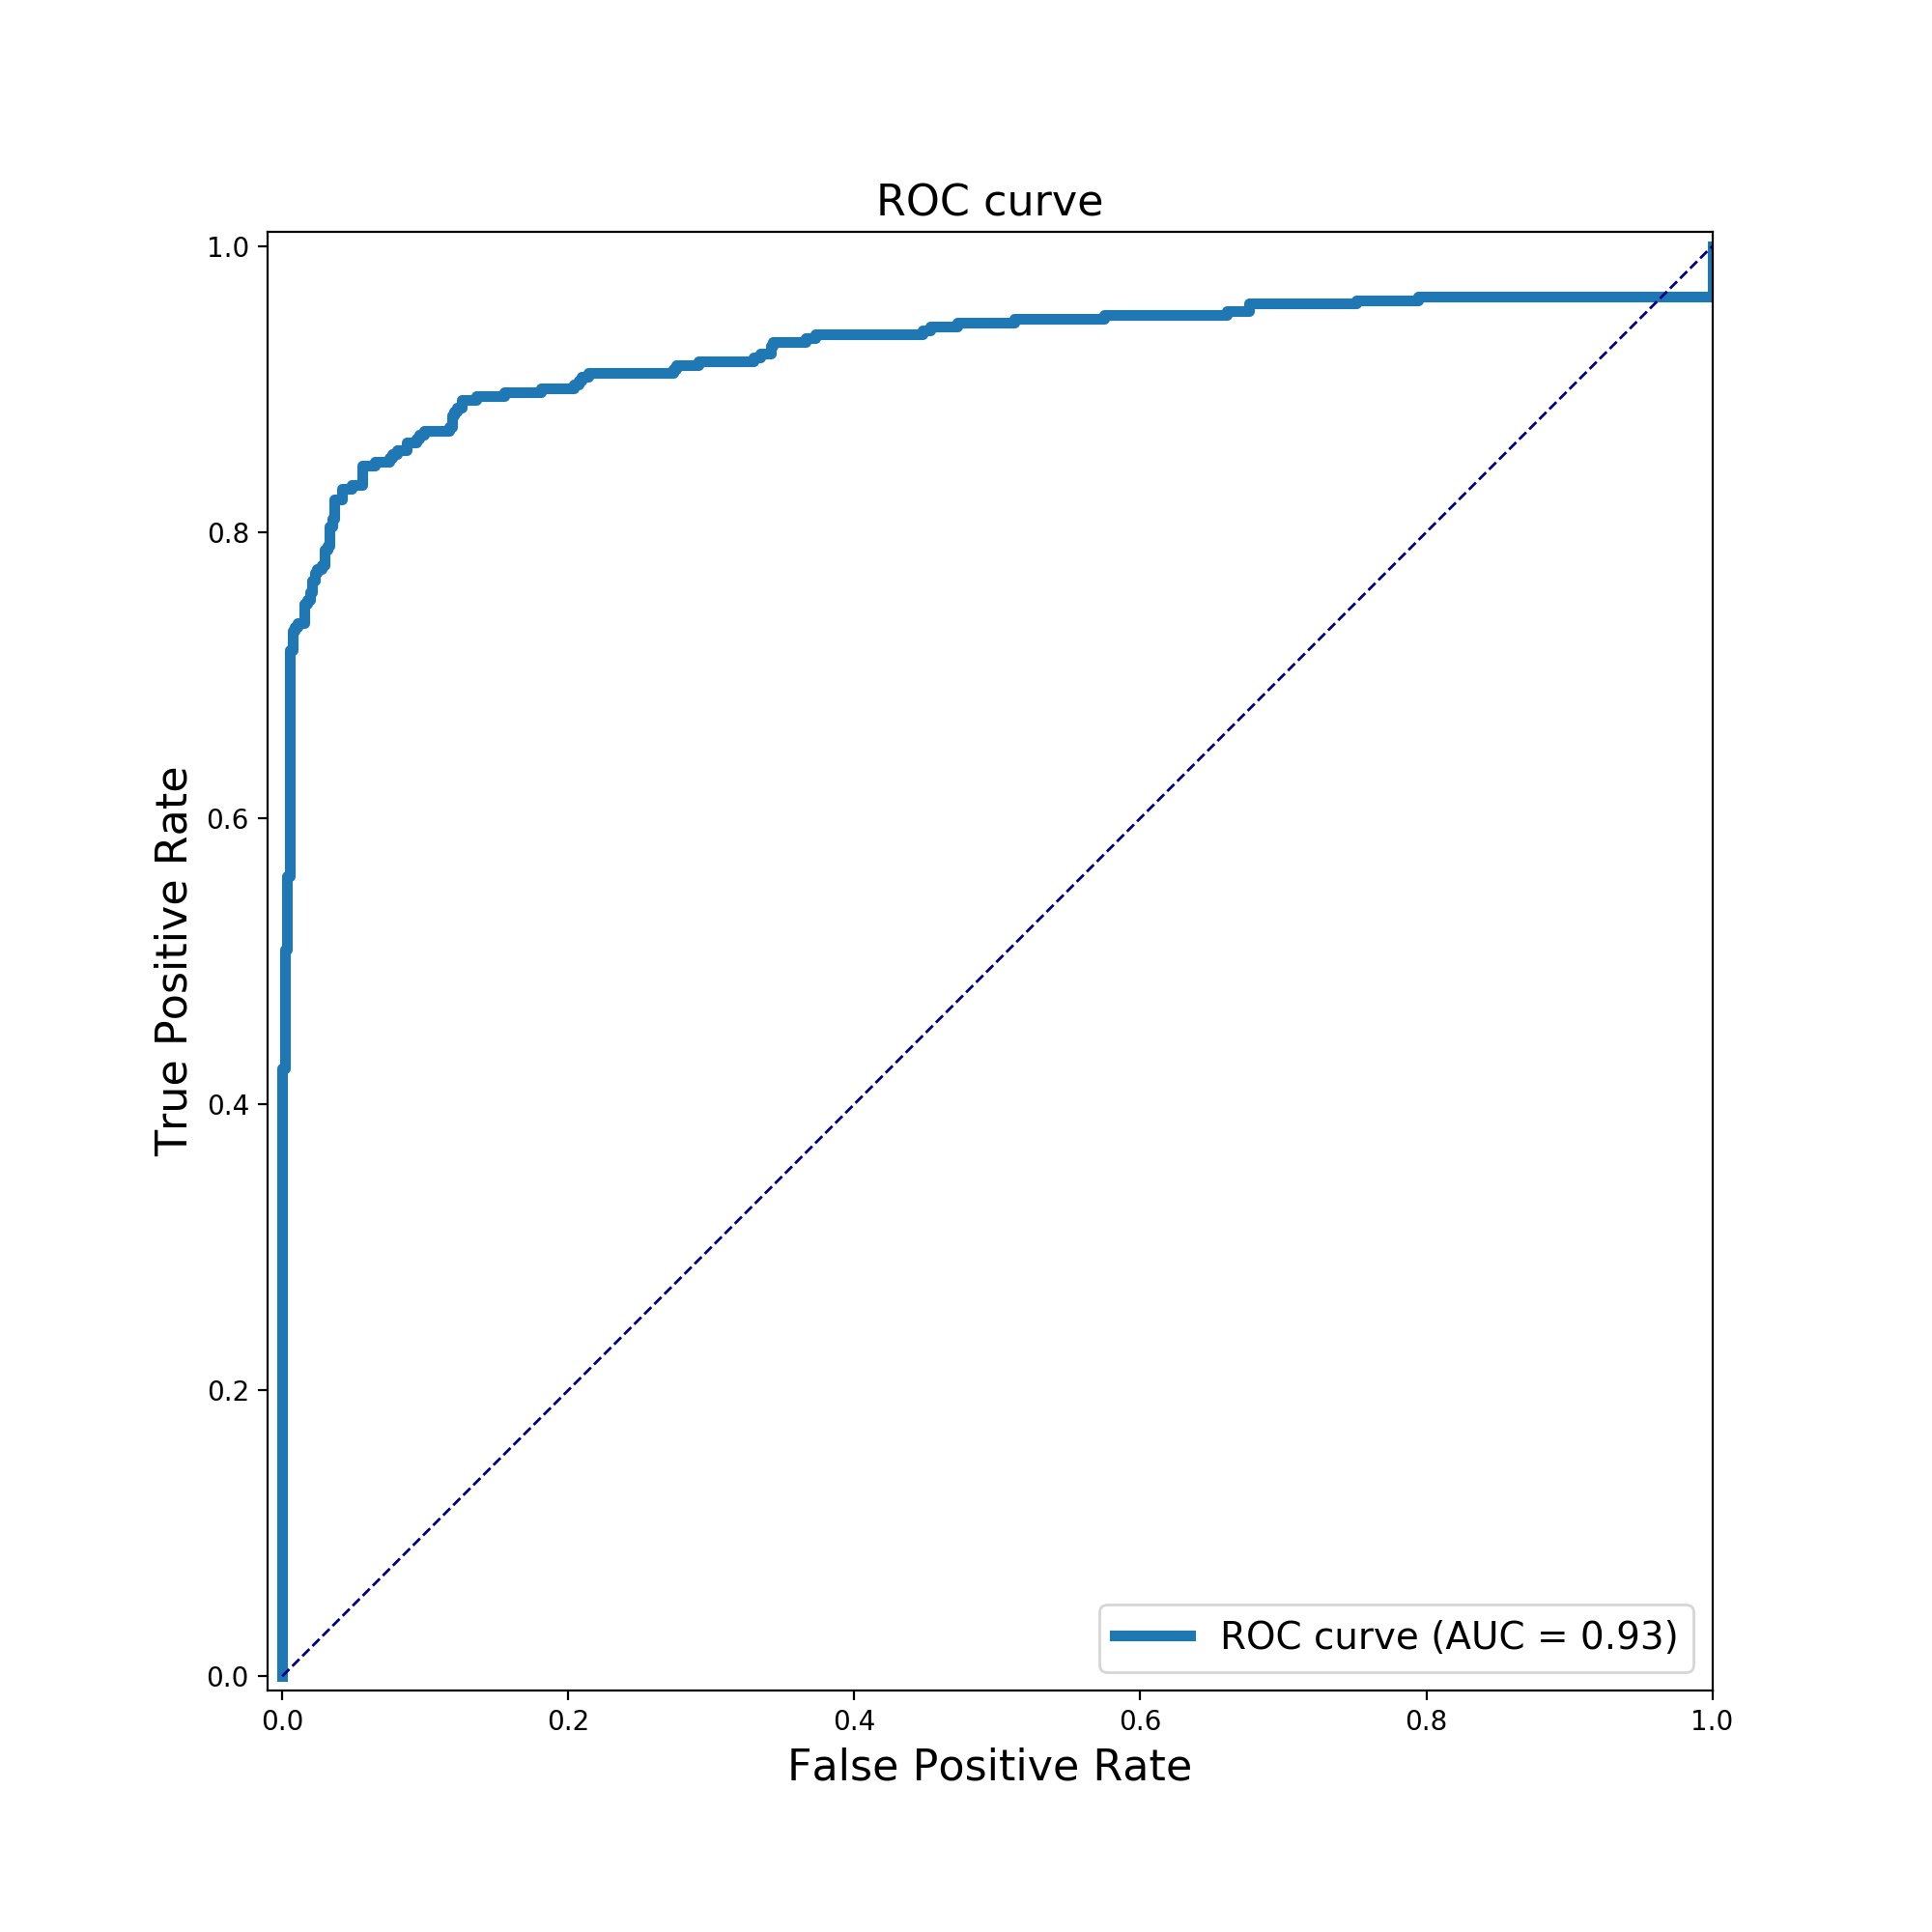 ROC curve
1.0
0.8
0.6
0.4
0.2
0.0
True Positive Rate
0.0 0.2 0.4 0.6 0.8 1.0
False Positive Rate
ROC curve (AUC = 0.93)